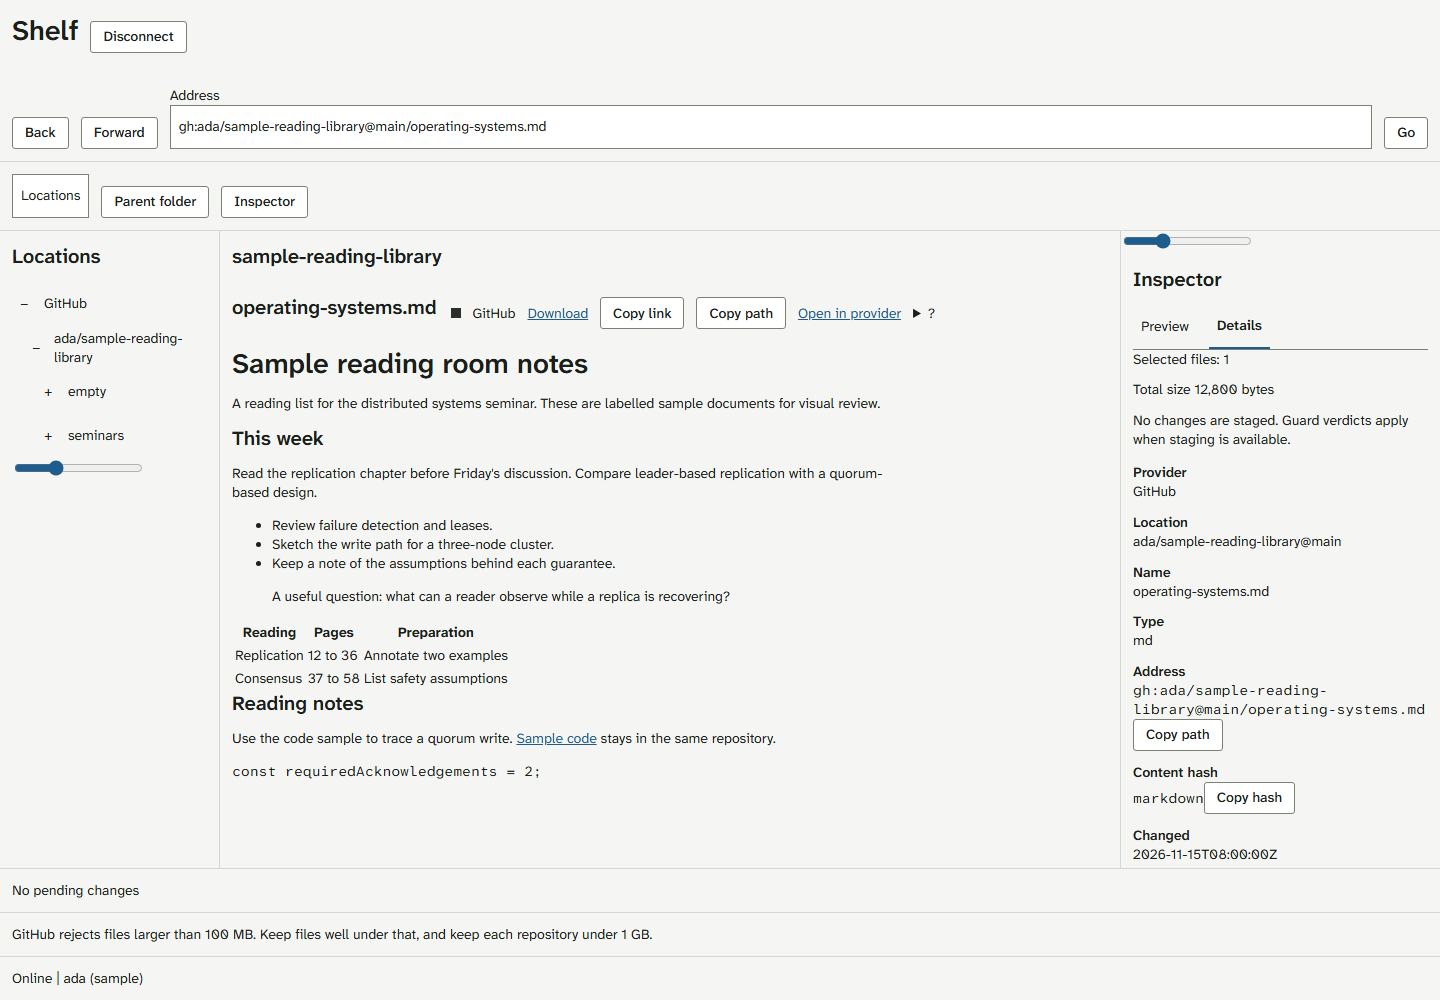 Shelf
Disconnect
Address
Back
Forward
gh:ada/sample-reading-library@main/operating-systems.md
Go
Locations
Parent folder
Inspector
Locations
– GitHub
– ada/sample-reading-
library
+ empty
+ seminars
sample-reading-library
operating-systems.md
GitHub
Download
Copy link
Copy path
Open in provider
?
Sample reading room notes
A reading list for the distributed systems seminar. These are labelled sample documents for visual review.
This week
Read the replication chapter before Friday's discussion. Compare leader-based replication with a quorum-
based design.
• Review failure detection and leases.
• Sketch the write path for a three-node cluster.
• Keep a note of the assumptions behind each guarantee.
A useful question: what can a reader observe while a replica is recovering?
Reading Pages Preparation
Replication 12 to 36 Annotate two examples
Consensus 37 to 58 List safety assumptions
Reading notes
Use the code sample to trace a quorum write. Sample code stays in the same repository.
const requiredAcknowledgements = 2;
Inspector
Preview
Details
Selected files: 1
Total size 12,800 bytes
No changes are staged. Guard verdicts apply
when staging is available.
Provider
GitHub
Location
ada/sample-reading-library@main
Name
operating-systems.md
Type
md
Address
gh:ada/sample-reading-
library@main/operating-systems.md
Copy path
Content hash
markdown
Copy hash
Changed
2026-11-15T08:00:00Z
No pending changes
GitHub rejects files larger than 100 MB. Keep files well under that, and keep each repository under 1 GB.
Online | ada (sample)